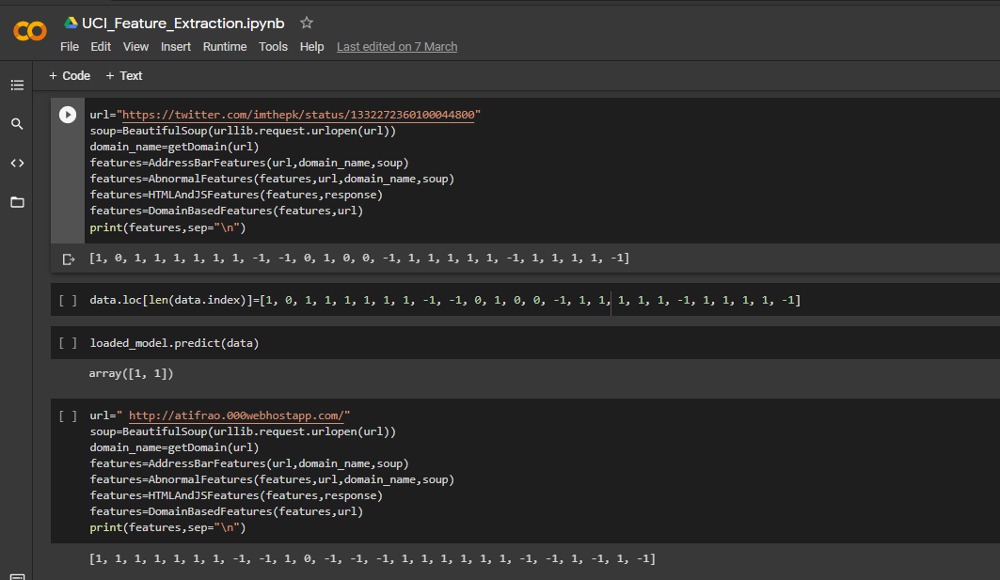 UCI_Feature_Extraction.ipynb
File Edit View Insert Runtime Tools Help Last edited on 7 March
+ Code + Text
url="https://twitter.com/imthepk/status/1332272360100044800"
soup=BeautifulSoup(urllib.request.urlopen(url))
domain_name=getDomain(url)
features=AddressBarFeatures(url,domain_name,soup)
features=AbnormalFeatures(features,url,domain_name,soup)
features=HTMLAndJSFeatures(features,response)
features=DomainBasedFeatures(features,url)
print(features,sep="\n")
[1, 0, 1, 1, 1, 1, 1, 1, -1, -1, 0, 1, 0, 0, -1, 1, 1, 1, 1, 1, -1, 1, 1, 1, 1, -1]
[ ] data.loc[len(data.index)]=[1, 0, 1, 1, 1, 1, 1, 1, -1, -1, 0, 1, 0, 0, -1, 1, 1, 1, 1, 1, -1, 1, 1, 1, 1, -1]
[ ] loaded_model.predict(data)
array([1, 1])
[ ] url=" http://atifrao.000webhostapp.com/"
soup=BeautifulSoup(urllib.request.urlopen(url))
domain_name=getDomain(url)
features=AddressBarFeatures(url,domain_name,soup)
features=AbnormalFeatures(features,url,domain_name,soup)
features=HTMLAndJSFeatures(features,response)
features=DomainBasedFeatures(features,url)
print(features,sep="\n")
[1, 1, 1, 1, 1, 1, 1, -1, -1, 1, 0, -1, -1, -1, 1, 1, 1, 1, 1, 1, -1, -1, 1, -1, 1, -1]